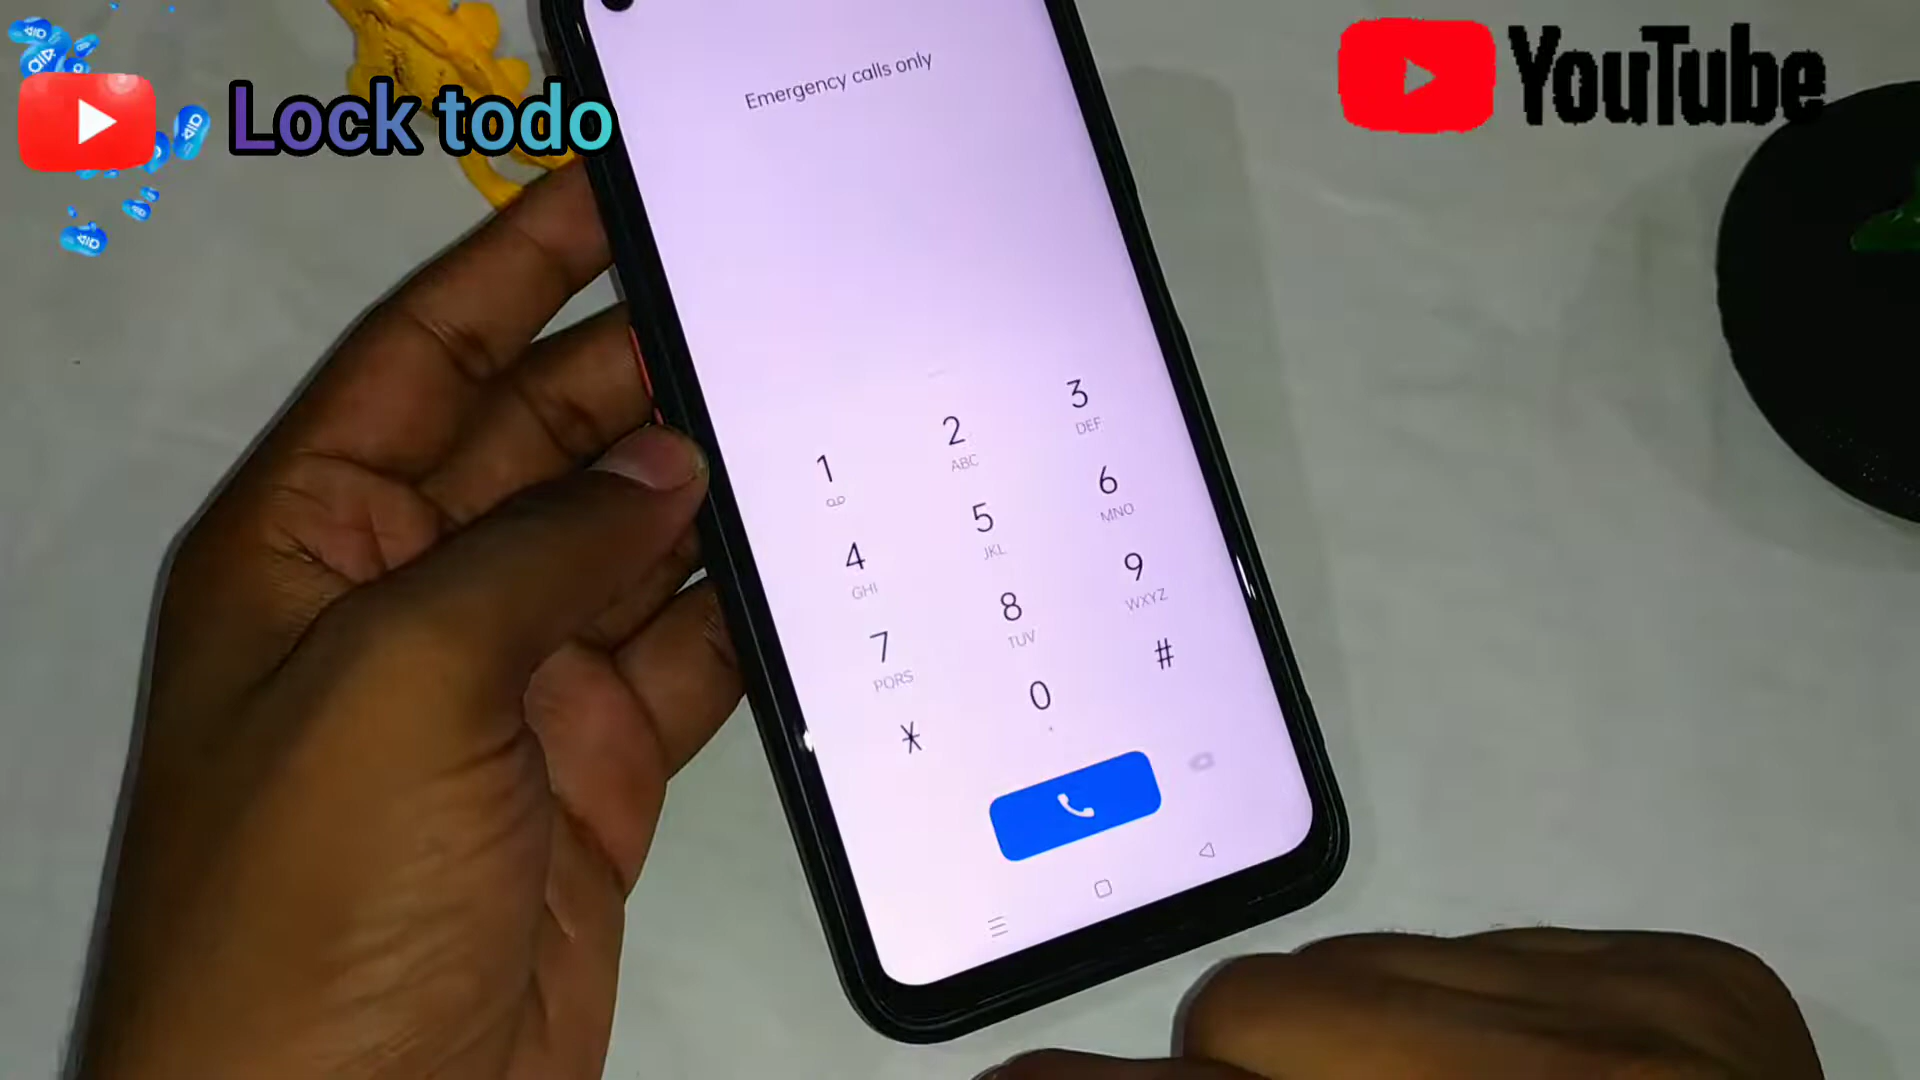 Lock todo
YouTube
Emergency calls only
1
2
ABC
3
DEF
4
GHI
5
JKL
6
MNO
7
PQRS
8
TUV
9
WXYZ
*
0
#